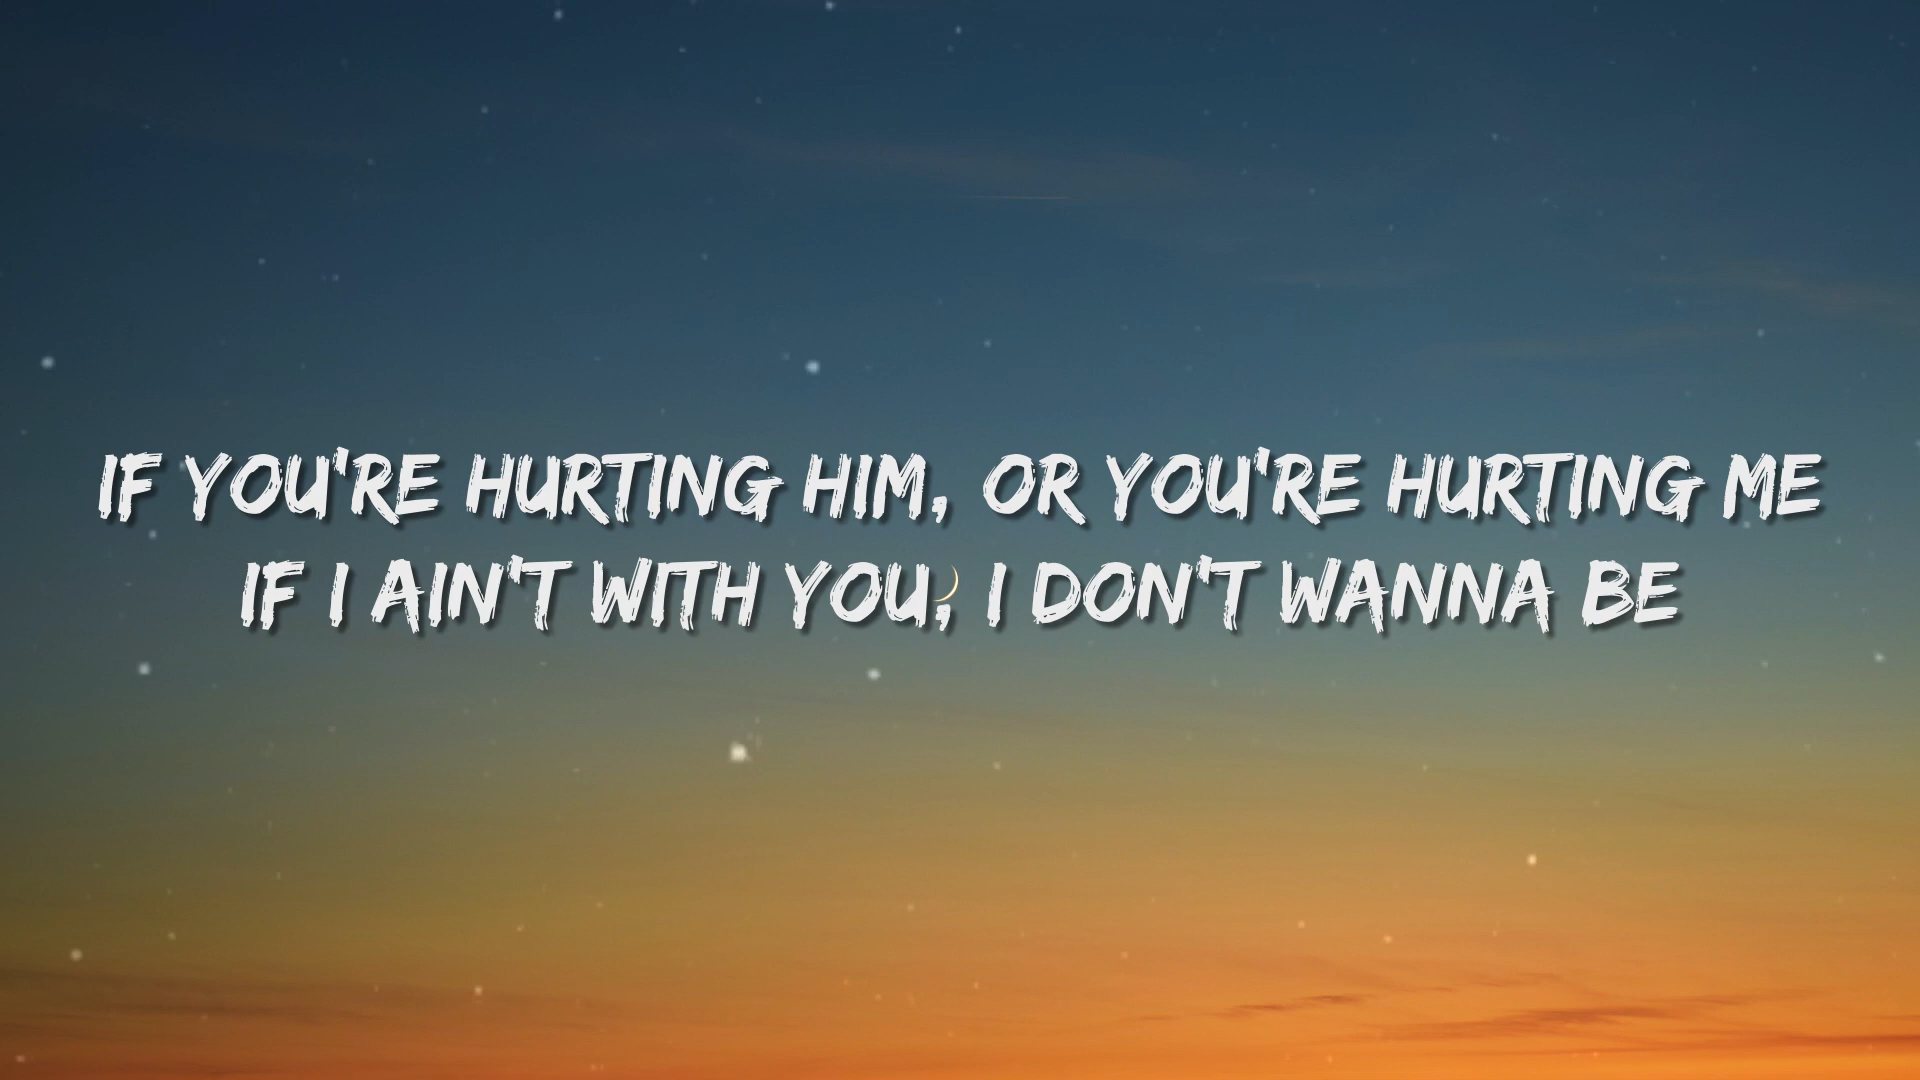 IF YOU'RE HURTING HIM, OR YOU'RE HURTING ME
IF I AIN'T WITH YOU, I DON'T WANNA BE